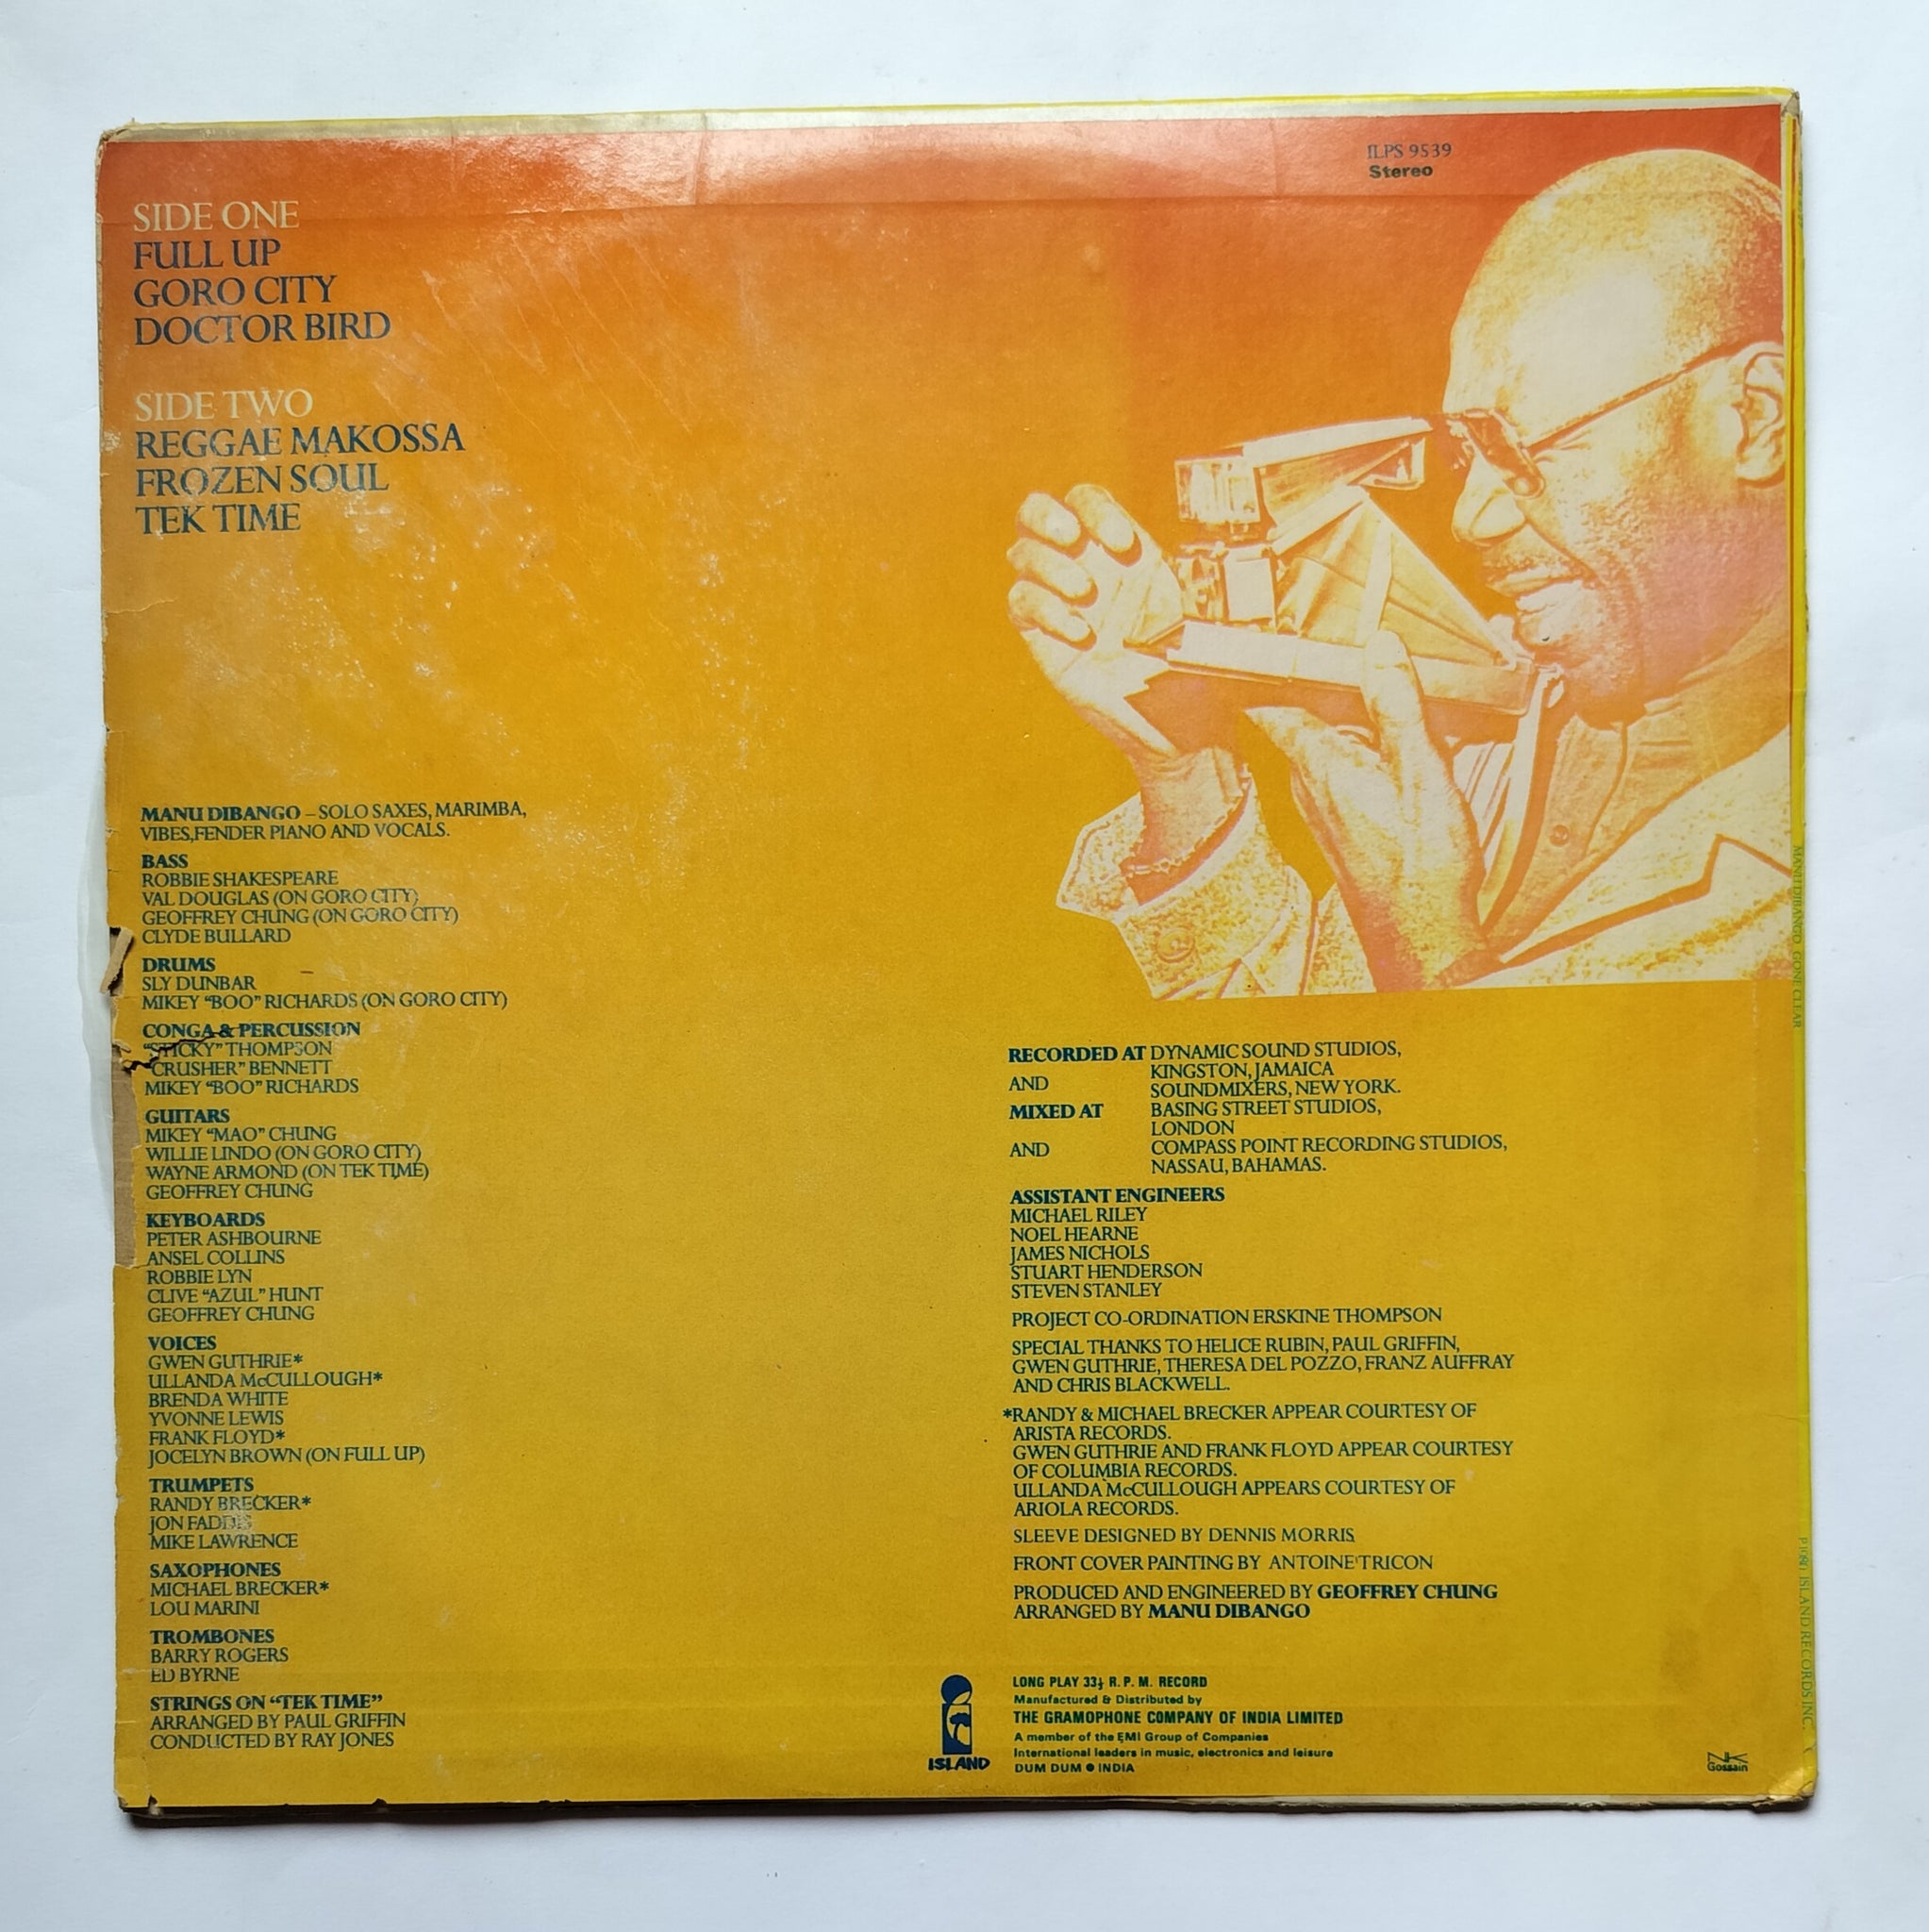 ILPS 9539
Stereo
SIDE ONE
FULL UP
GORO CITY
DOCTOR BIRD
SIDE TWO
REGGAE MAKOSSA
FROZEN SOUL
TEK TIME
MANU DIBANGO – SOLO SAXES, MARIMBA,
VIBES, FENDER PIANO AND VOCALS.
BASS
ROBBIE SHAKESPEARE
VAL DOUGLAS (ON GORO CITY)
GEOFFREY CHUNG (ON GORO CITY)
CLYDE BULLARD
DRUMS
SLY DUNBAR
MIKEY “BOO” RICHARDS (ON GORO CITY)
CONGA & PERCUSSION
“STICKY” THOMPSON
“CRUSHER” BENNETT
MIKEY “BOO” RICHARDS
GUITARS
MIKEY “MAO” CHUNG
WILLIE LINDO (ON GORO CITY)
WAYNE ARMOND (ON TEK TIME)
GEOFFREY CHUNG
KEYBOARDS
PETER ASHBOURNE
ANSEL COLLINS
ROBBIE LYN
CLIVE “AZUL” HUNT
GEOFFREY CHUNG
VOICES
GWEN GUTHRIE*
ULLANDA McCULLOUGH*
BRENDA WHITE
YVONNE LEWIS
FRANK FLOYD*
JOCELYN BROWN (ON FULL UP)
TRUMPETS
RANDY BRECKER*
JON FADDIS
MIKE LAWRENCE
SAXOPHONES
MICHAEL BRECKER*
LOU MARINI
TROMBONES
BARRY ROGERS
ED BYRNE
STRINGS ON “TEK TIME”
ARRANGED BY PAUL GRIFFIN
CONDUCTED BY RAY JONES
RECORDED AT DYNAMIC SOUND STUDIOS,
KINGSTON, JAMAICA
AND SOUNDMIXERS, NEW YORK.
MIXED AT BASING STREET STUDIOS,
LONDON
AND COMPASS POINT RECORDING STUDIOS,
NASSAU, BAHAMAS.
ASSISTANT ENGINEERS
MICHAEL RILEY
NOEL HEARNE
JAMES NICHOLS
STUART HENDERSON
STEVEN STANLEY
PROJECT CO-ORDINATION ERSKINE THOMPSON
SPECIAL THANKS TO HELICE RUBIN, PAUL GRIFFIN,
GWEN GUTHRIE, THERESA DEL POZZO, FRANZ AUFFRAY
AND CHRIS BLACKWELL.
*RANDY & MICHAEL BRECKER APPEAR COURTESY OF
ARISTA RECORDS.
GWEN GUTHRIE AND FRANK FLOYD APPEAR COURTESY
OF COLUMBIA RECORDS.
ULLANDA McCULLOUGH APPEARS COURTESY OF
ARIOLA RECORDS.
SLEEVE DESIGNED BY DENNIS MORRIS
FRONT COVER PAINTING BY ANTOINE TRICON
PRODUCED AND ENGINEERED BY GEOFFREY CHUNG
ARRANGED BY MANU DIBANGO
ISLAND
LONG PLAY 33⅓ R. P. M. RECORD
Manufactured & Distributed by
THE GRAMOPHONE COMPANY OF INDIA LIMITED
A member of the EMI Group of Companies
International leaders in music, electronics and leisure
DUM DUM ● INDIA
NK
Gossain
MANU DIBANGO GONE CLEAR
ISLAND RECORDS INC.